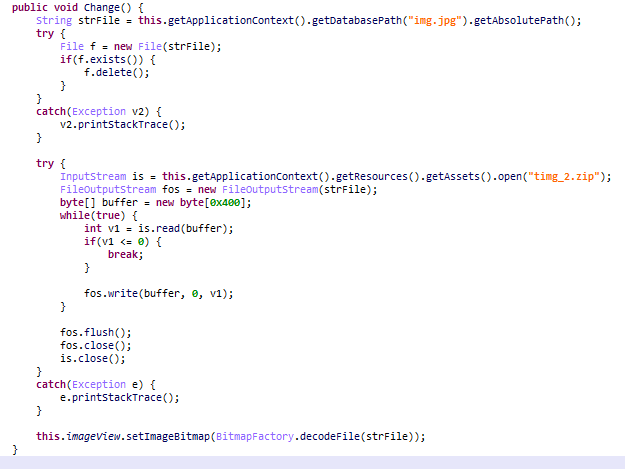 public void Change() {
    String strFile = this.getApplicationContext().getDatabasePath("img.jpg").getAbsolutePath();
    try {
        File f = new File(strFile);
        if(f.exists()) {
            f.delete();
        }
    }
    catch(Exception v2) {
        v2.printStackTrace();
    }

    try {
        InputStream is = this.getApplicationContext().getResources().getAssets().open("timg_2.zip");
        FileOutputStream fos = new FileOutputStream(strFile);
        byte[] buffer = new byte[0x400];
        while(true) {
            int v1 = is.read(buffer);
            if(v1 <= 0) {
                break;
            }

            fos.write(buffer, 0, v1);
        }

        fos.flush();
        fos.close();
        is.close();
    }
    catch(Exception e) {
        e.printStackTrace();
    }

    this.imageView.setImageBitmap(BitmapFactory.decodeFile(strFile));
}